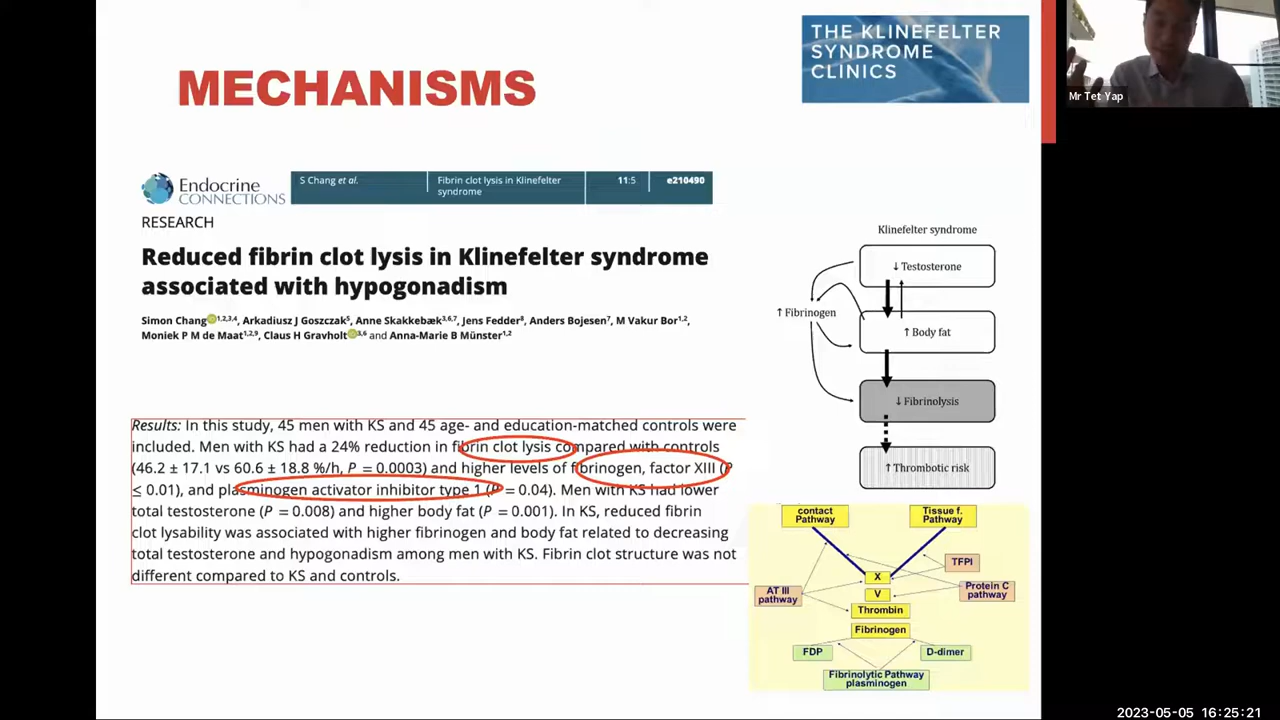 MECHANISMS
THE KLINEFELTER
SYNDROME
CLINICS
Mr Tet Yap
Endocrine
CONNECTIONS
S Chang et al.
Fibrin clot lysis in Klinefelter
syndrome
11:5
e210490
RESEARCH
Reduced fibrin clot lysis in Klinefelter syndrome
associated with hypogonadism
Simon Chang 1,2,3,4, Arkadiusz J Goszczak5, Anne Skakkebæk3,6,7, Jens Fedder8, Anders Bojesen7, M Vakur Bor1,2,
Moniek P M de Maat1,2,9, Claus H Gravholt 3,6 and Anna-Marie B Münster1,2
Results: In this study, 45 men with KS and 45 age- and education-matched controls were
included. Men with KS had a 24% reduction in fibrin clot lysis compared with controls
(46.2 ± 17.1 vs 60.6 ± 18.8 %/h, P = 0.0003) and higher levels of fibrinogen, factor XIII (P
≤ 0.01), and plasminogen activator inhibitor type 1 (P = 0.04). Men with KS had lower
total testosterone (P = 0.008) and higher body fat (P = 0.001). In KS, reduced fibrin
clot lysability was associated with higher fibrinogen and body fat related to decreasing
total testosterone and hypogonadism among men with KS. Fibrin clot structure was not
different compared to KS and controls.
Klinefelter syndrome
↓ Testosterone
↑ Fibrinogen
↑ Body fat
↓ Fibrinolysis
↑ Thrombotic risk
contact
Pathway
Tissue f.
Pathway
TFPI
X
AT III
pathway
V
Protein C
pathway
Thrombin
Fibrinogen
FDP
D-dimer
Fibrinolytic Pathway
plasminogen
2023-05-05 16:25:21